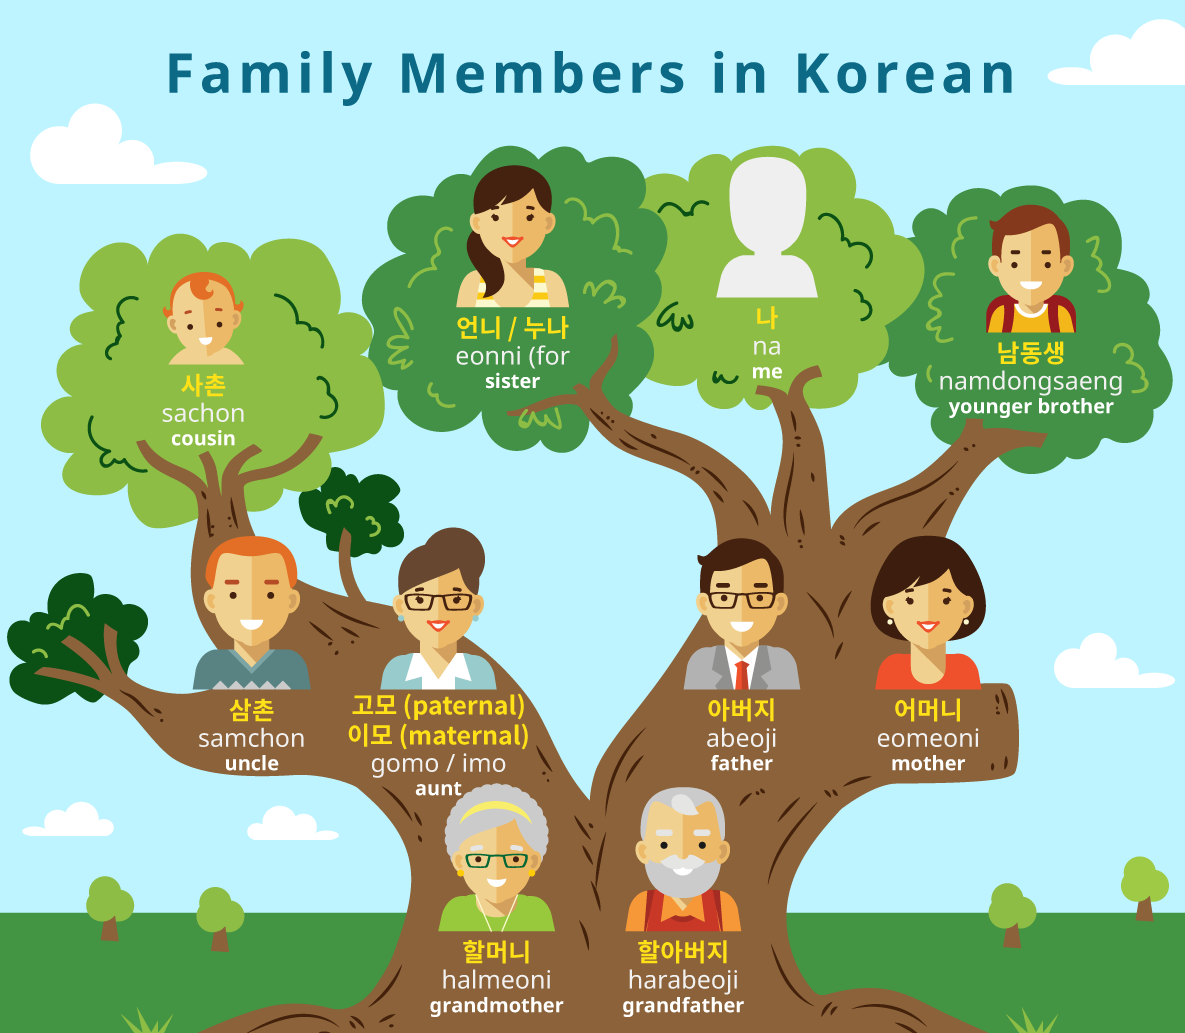 Family Members in Korean
언니 / 누나
eonni (for
sister
나
na
me
남동생
namdongsaeng
younger brother
사촌
sachon
cousin
삼촌
samchon
uncle
고모 (paternal)
이모 (maternal)
gomo / imo
aunt
아버지
abeoji
father
어머니
eomeoni
mother
할머니
halmeoni
grandmother
할아버지
harabeoji
grandfather